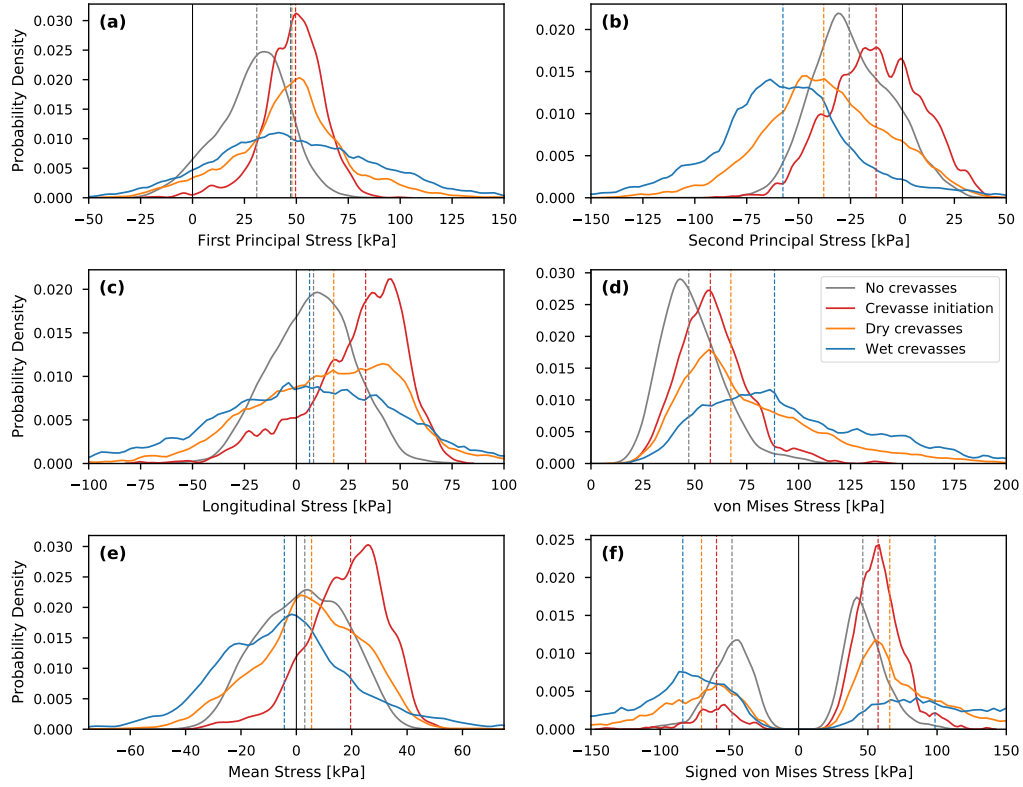 (a)
Probability Density
0.030
0.025
0.020
0.015
0.010
0.005
0.000
−50 −25 0 25 50 75 100 125 150
First Principal Stress [kPa]
(b)
0.020
0.015
0.010
0.005
0.000
−150 −125 −100 −75 −50 −25 0 25 50
Second Principal Stress [kPa]
(c)
Probability Density
0.020
0.015
0.010
0.005
0.000
−100 −75 −50 −25 0 25 50 75 100
Longitudinal Stress [kPa]
(d)
No crevasses
Crevasse initiation
Dry crevasses
Wet crevasses
0.030
0.025
0.020
0.015
0.010
0.005
0.000
0 25 50 75 100 125 150 175 200
von Mises Stress [kPa]
(e)
Probability Density
0.030
0.025
0.020
0.015
0.010
0.005
0.000
−60 −40 −20 0 20 40 60
Mean Stress [kPa]
(f)
0.025
0.020
0.015
0.010
0.005
0.000
−150 −100 −50 0 50 100 150
Signed von Mises Stress [kPa]